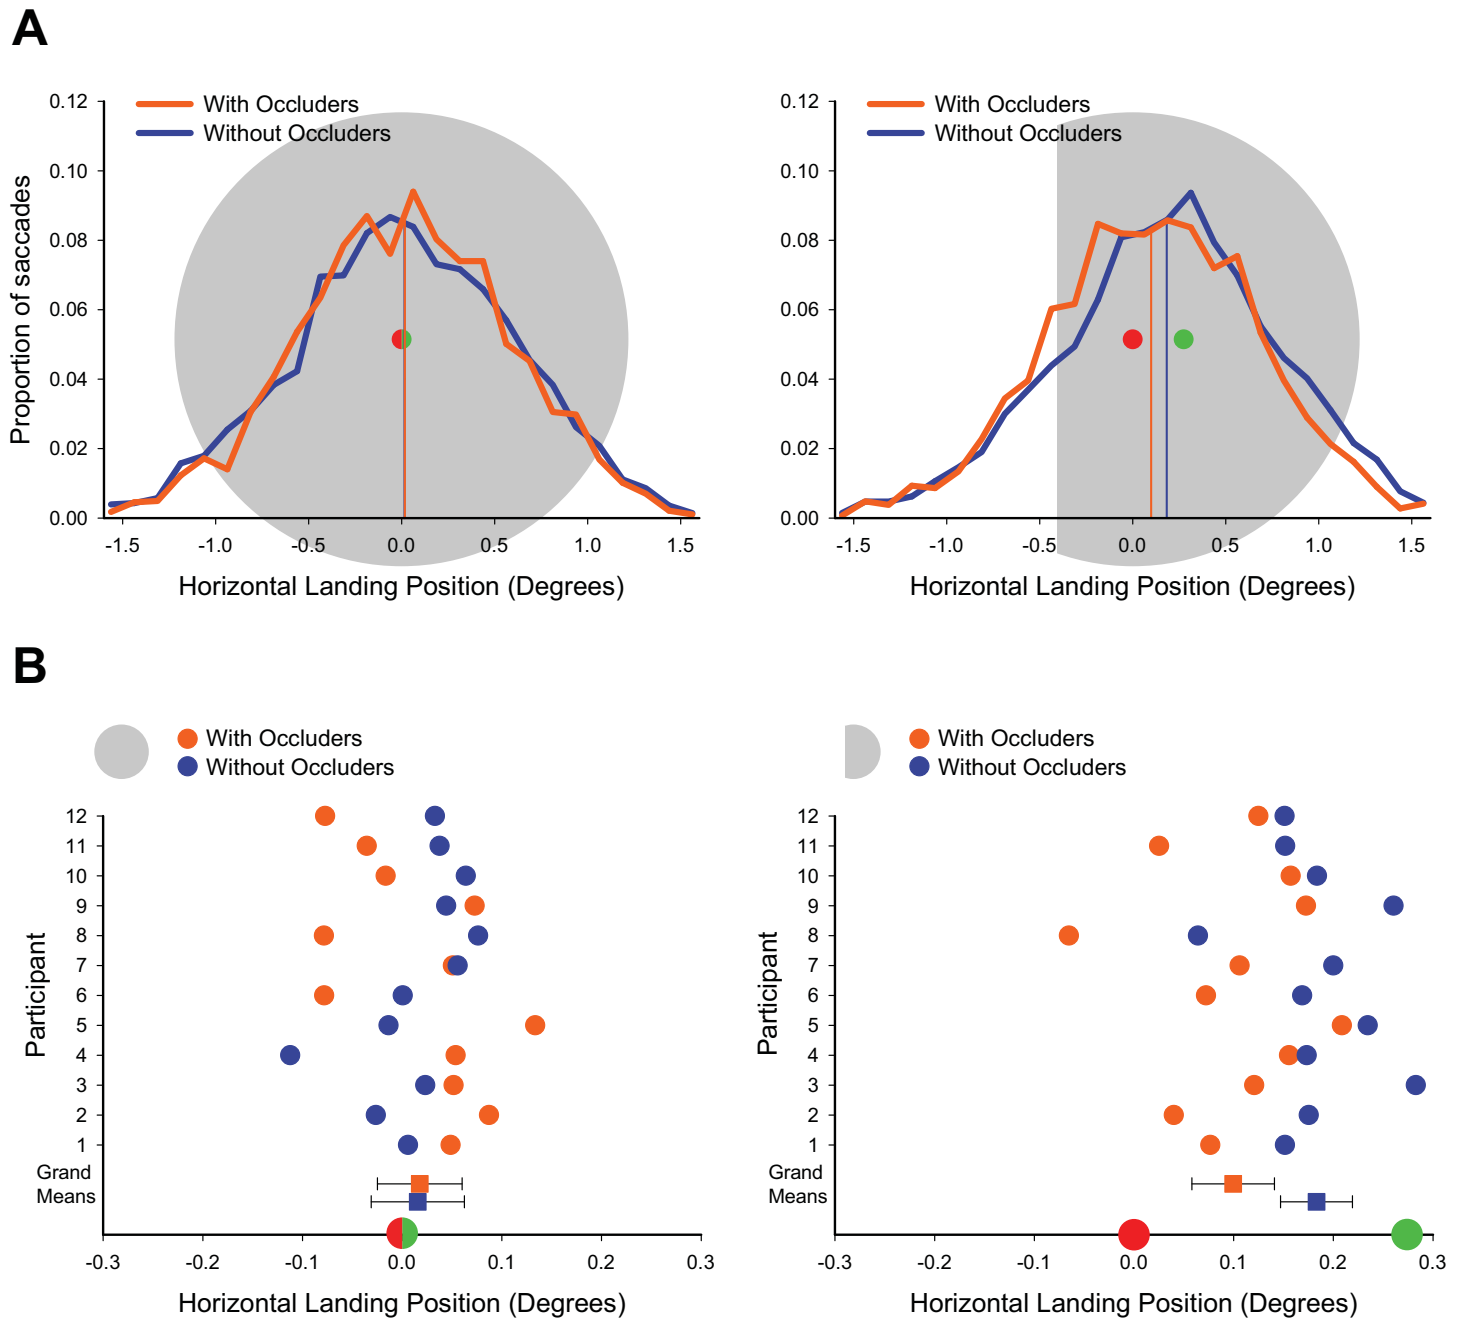 A
With Occluders
Without Occluders
0.12
0.10
0.08
0.06
0.04
0.02
0.00
Proportion of saccades
-1.5 -1.0 -0.5 0.0 0.5 1.0 1.5
Horizontal Landing Position (Degrees)
With Occluders
Without Occluders
0.12
0.10
0.08
0.06
0.04
0.02
0.00
-1.5 -1.0 -0.5 0.0 0.5 1.0 1.5
Horizontal Landing Position (Degrees)
B
With Occluders
Without Occluders
12
11
10
9
8
7
6
5
4
3
2
1
Participant
Grand
Means
-0.3 -0.2 -0.1 0.0 0.1 0.2 0.3
Horizontal Landing Position (Degrees)
With Occluders
Without Occluders
12
11
10
9
8
7
6
5
4
3
2
1
Participant
Grand
Means
-0.3 -0.2 -0.1 0.0 0.1 0.2 0.3
Horizontal Landing Position (Degrees)